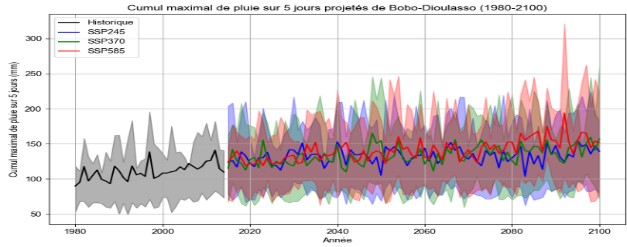 Cumul maximal de pluie sur 5 jours projetés de Bobo-Dioulasso (1980-2100)
Historique
SSP245
SSP370
SSP585
Cumul maximal de pluie sur 5 jours (mm)
300
250
200
150
100
50
1980
2000
2020
2040
2060
2080
2100
Année